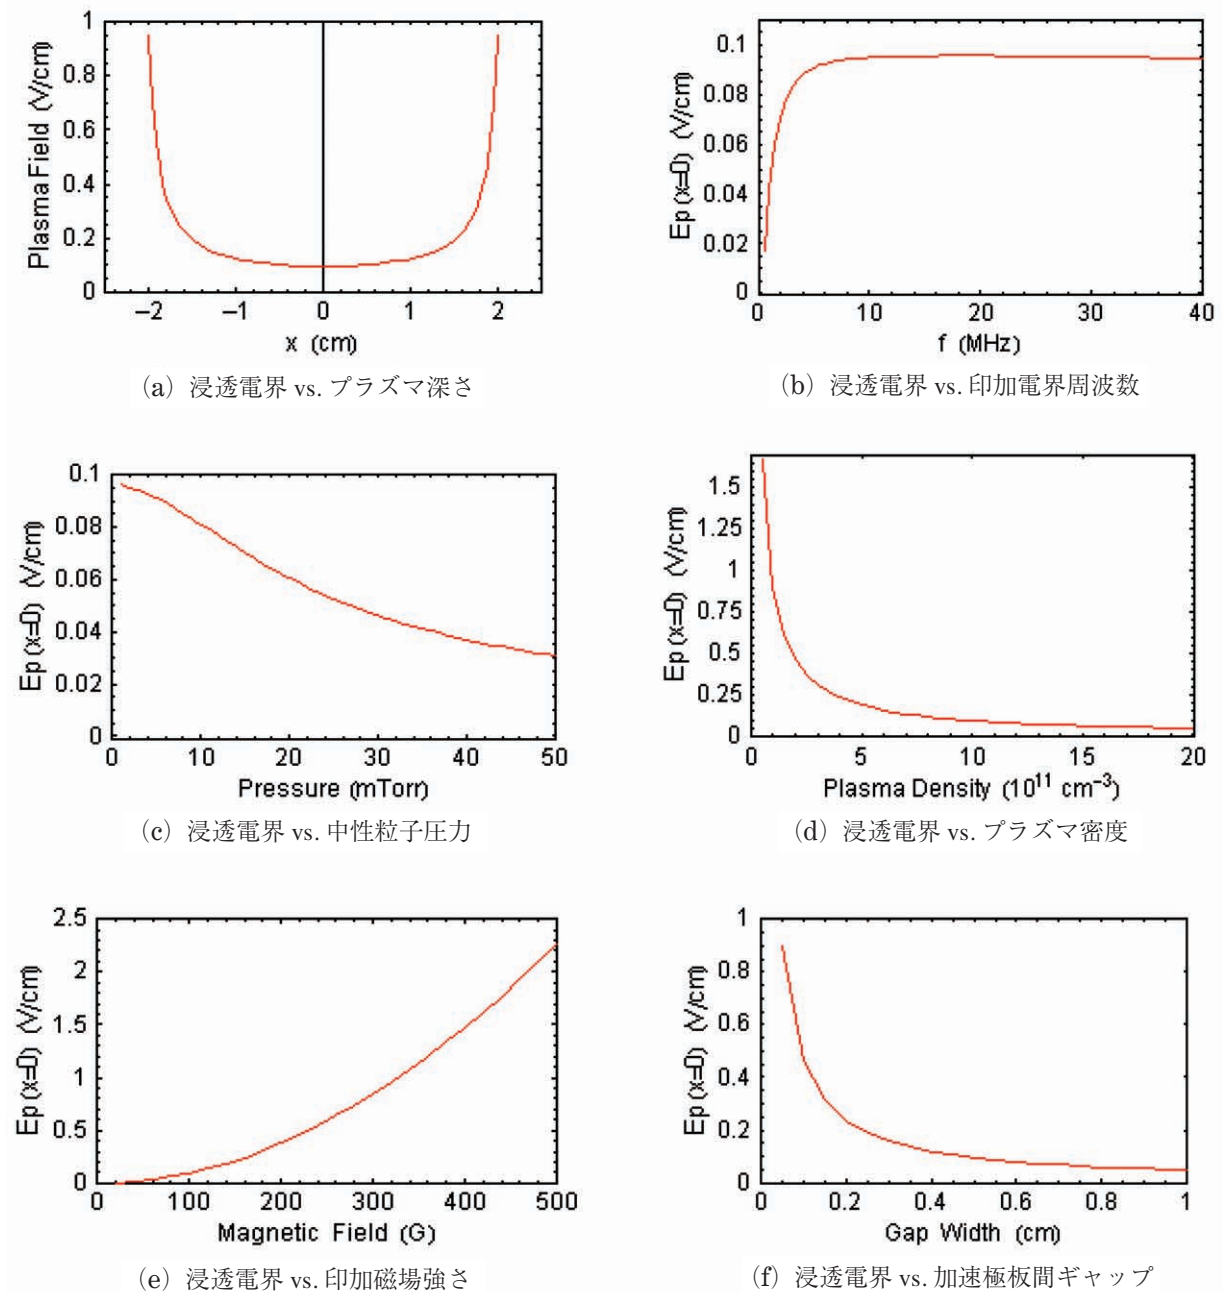 1
0.8
0.6
0.4
0.2
0
Plasma Field (V/cm)
−2 −1 0 1 2
x (cm)
(a) 浸透電界 vs. プラズマ深さ
0.1
0.08
0.06
0.04
0.02
0
Ep (x=0) (V/cm)
0 10 20 30 40
f (MHz)
(b) 浸透電界 vs. 印加電界周波数
0.1
0.08
0.06
0.04
0.02
0
Ep (x=0) (V/cm)
0 10 20 30 40 50
Pressure (mTorr)
(c) 浸透電界 vs. 中性粒子圧力
1.5
1.25
1
0.75
0.5
0.25
0
Ep (x=0) (V/cm)
0 5 10 15 20
Plasma Density (10¹¹ cm⁻³)
(d) 浸透電界 vs. プラズマ密度
2.5
2
1.5
1
0.5
0
Ep (x=0) (V/cm)
0 100 200 300 400 500
Magnetic Field (G)
(e) 浸透電界 vs. 印加磁場強さ
1
0.8
0.6
0.4
0.2
0
Ep (x=0) (V/cm)
0 0.2 0.4 0.6 0.8 1
Gap Width (cm)
(f) 浸透電界 vs. 加速極板間ギャップ